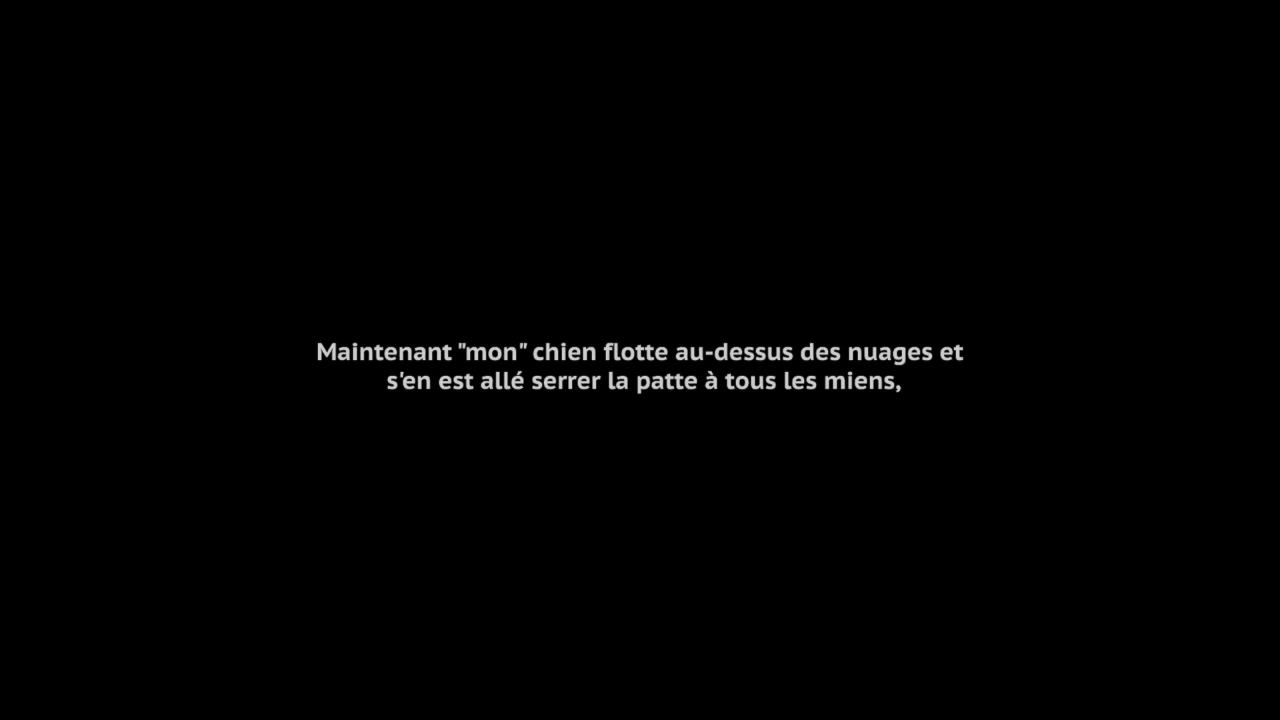 Maintenant "mon" chien flotte au-dessus des nuages et
s'en est allé serrer la patte à tous les miens,